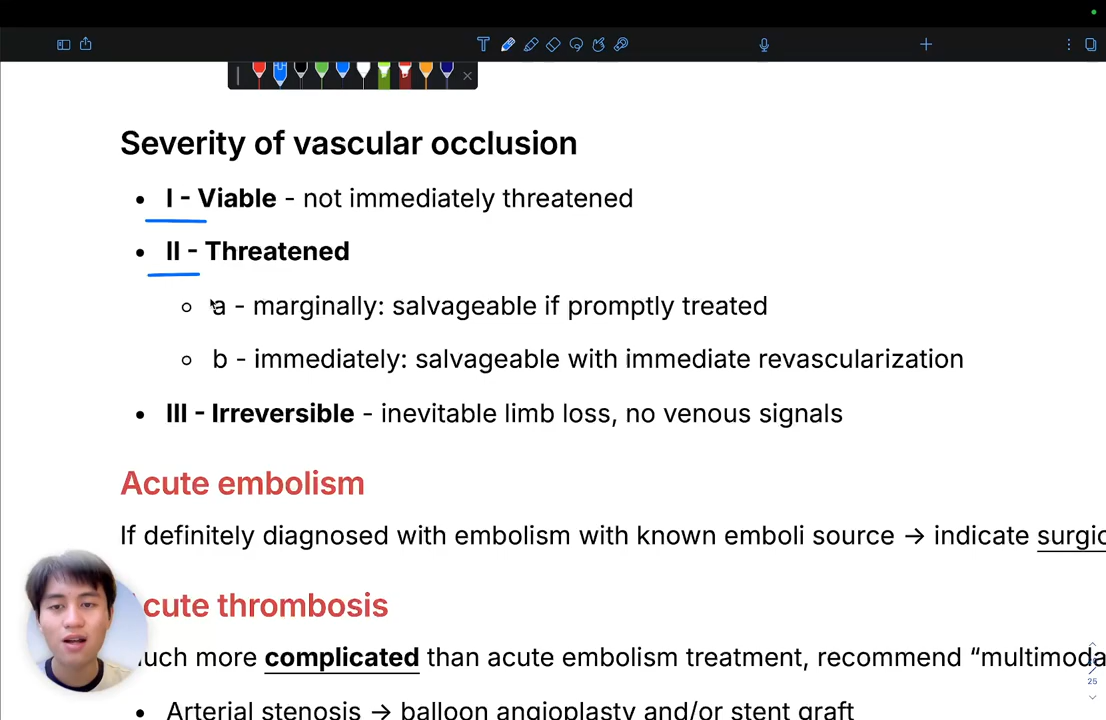 Severity of vascular occlusion
• I - Viable - not immediately threatened
• II - Threatened
◦ a - marginally: salvageable if promptly treated
◦ b - immediately: salvageable with immediate revascularization
• III - Irreversible - inevitable limb loss, no venous signals
Acute embolism
If definitely diagnosed with embolism with known emboli source → indicate
cute thrombosis
uch more complicated than acute embolism treatment, recommend
• Arterial stenosis → balloon angioplasty and/or stent graft
25